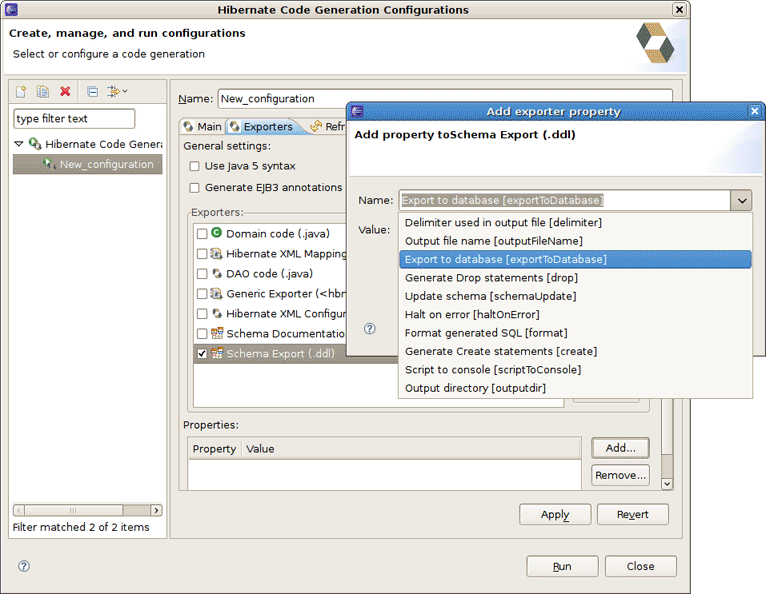 Hibernate Code Generation Configurations
Create, manage, and run configurations
Select or configure a code generation
type filter text
Hibernate Code Genera
New_configuration
Filter matched 2 of 2 items
Name: New_configuration
Main Exporters Refr
General settings:
Use Java 5 syntax
Generate EJB3 annotations
Exporters:
Domain code (.java)
Hibernate XML Mapping
DAO code (.java)
Generic Exporter (<hbn
Hibernate XML Configur
Schema Documentatio
Schema Export (.ddl)
Properties:
Property Value
Add...
Remove...
Apply Revert
Run Close
Add exporter property
Add property toSchema Export (.ddl)
Name: Export to database [exportToDatabase]
Value:
Delimiter used in output file [delimiter]
Output file name [outputFileName]
Export to database [exportToDatabase]
Generate Drop statements [drop]
Update schema [schemaUpdate]
Halt on error [haltOnError]
Format generated SQL [format]
Generate Create statements [create]
Script to console [scriptToConsole]
Output directory [outputdir]